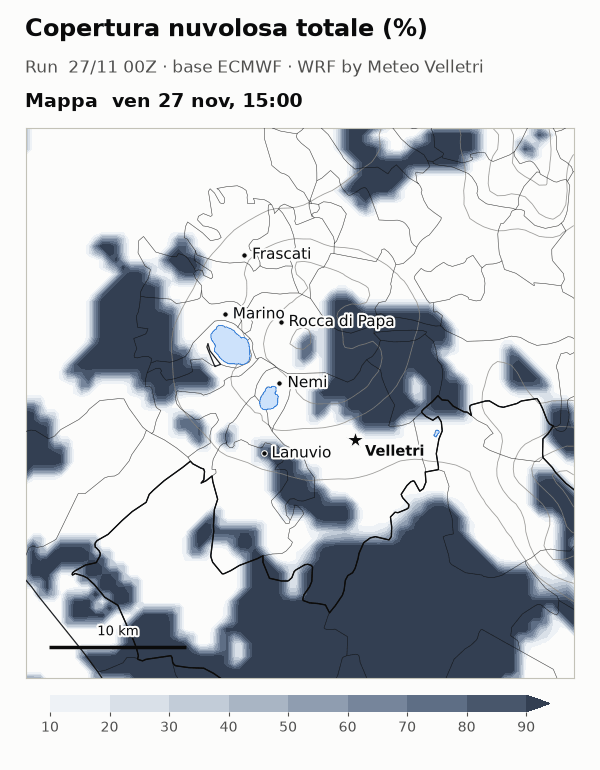 Copertura nuvolosa totale (%)
Run  27/11 00Z · base ECMWF · WRF by Meteo Velletri
Mappa  ven 27 nov, 15:00
Frascati
Marino
Rocca di Papa
Nemi
Velletri
Lanuvio
10 km
10 20 30 40 50 60 70 80 90